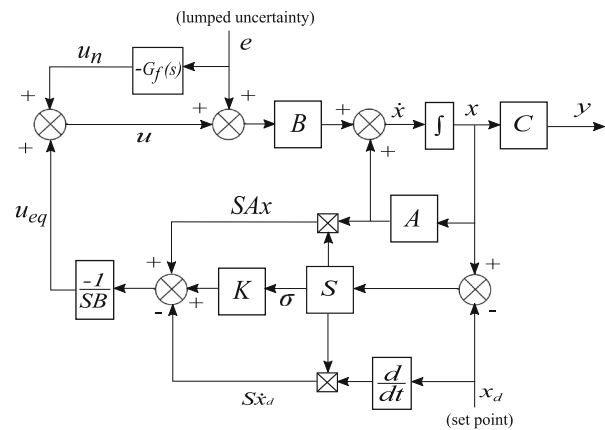 (lumped uncertainty)
e
u_n
-G_f(s)
+
+
+
+
u
B
+
+
ẋ
∫
x
C
y
u_eq
SAx
A
-1
SB
+
+
-
K
σ
S
+
-
Sẋ_d
d
dt
x_d
(set point)